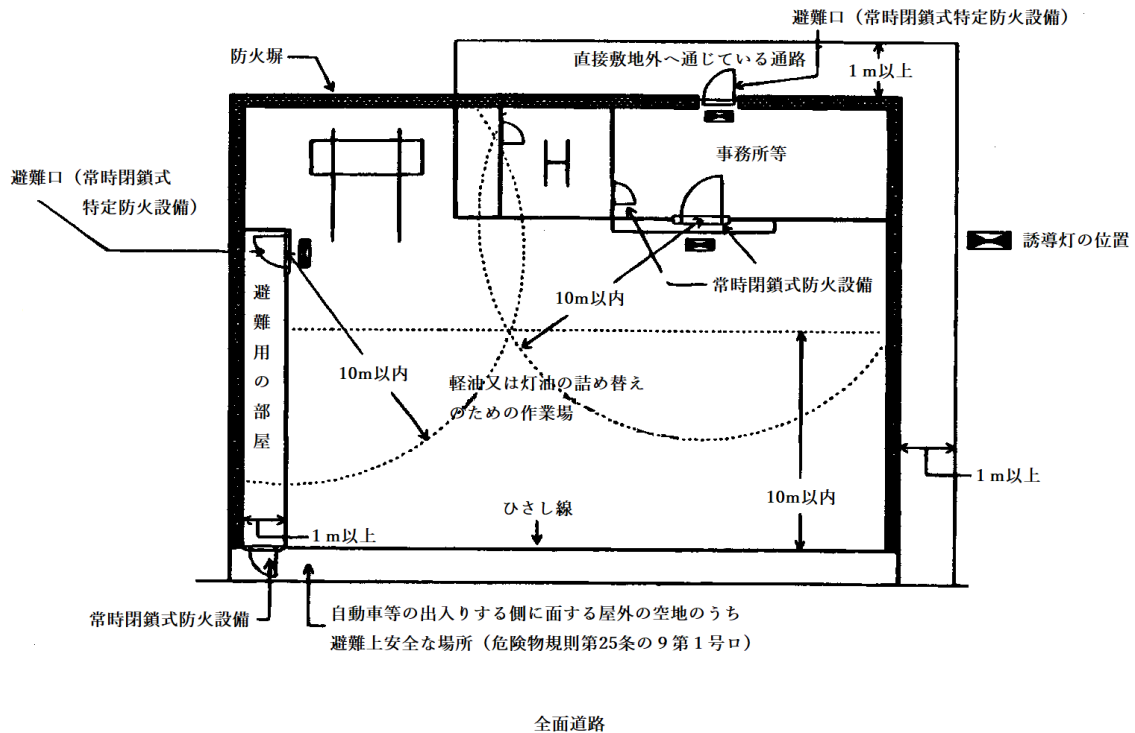 避難口（常時閉鎖式特定防火設備）
防火塀
直接敷地外へ通じている通路
１ｍ以上
事務所等
避難口（常時閉鎖式
特定防火設備）
誘導灯の位置
常時閉鎖式防火設備
10m以内
避難用の部屋
10m以内
軽油又は灯油の詰め替え
のための作業場
１ｍ以上
10m以内
ひさし線
１ｍ以上
常時閉鎖式防火設備
自動車等の出入りする側に面する屋外の空地のうち
避難上安全な場所（危険物規則第25条の９第１号ロ）
全面道路